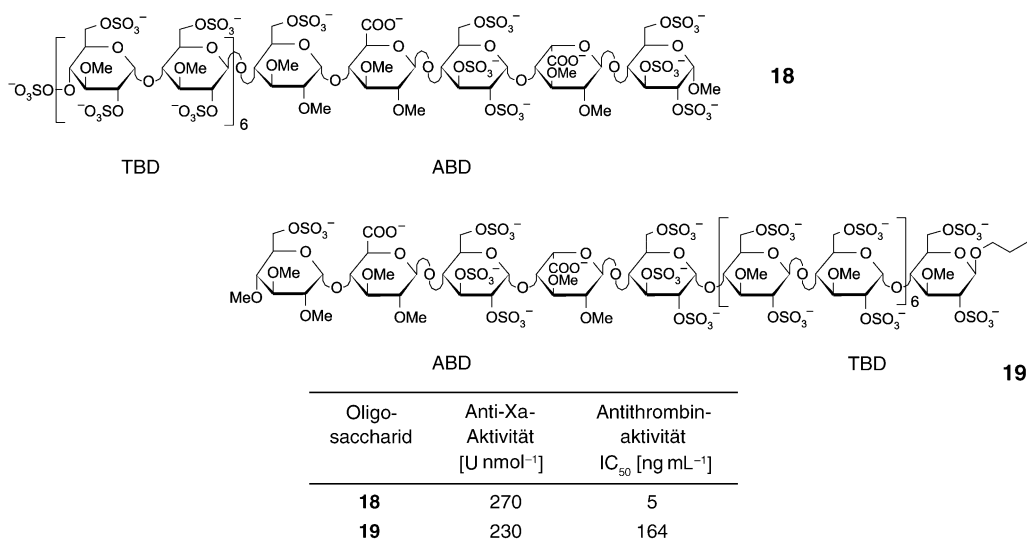 OSO₃⁻ OSO₃⁻ OSO₃⁻ COO⁻ OSO₃⁻ OSO₃⁻
O O O O O O O
OMe OMe OMe OMe OSO₃⁻ COO⁻ OMe OSO₃⁻
⁻O₃SO O O O O O O O OMe
⁻O₃SO ⁻O₃SO OMe OMe OSO₃⁻ OMe OSO₃⁻
6
18
TBD ABD
OSO₃⁻ COO⁻ OSO₃⁻ OSO₃⁻ OSO₃⁻ OSO₃⁻ OSO₃⁻
O O O O O O O O O
OMe OMe OSO₃⁻ COO⁻ OMe OSO₃⁻ OMe OMe OMe
MeO O O O O O O O
OMe OMe OSO₃⁻ OMe OSO₃⁻ OSO₃⁻ OSO₃⁻ OSO₃⁻
6
ABD TBD
19
Oligo- Anti-Xa- Antithrombin-
saccharid Aktivität aktivität
[U nmol⁻¹] IC₅₀ [ng mL⁻¹]
18 270 5
19 230 164